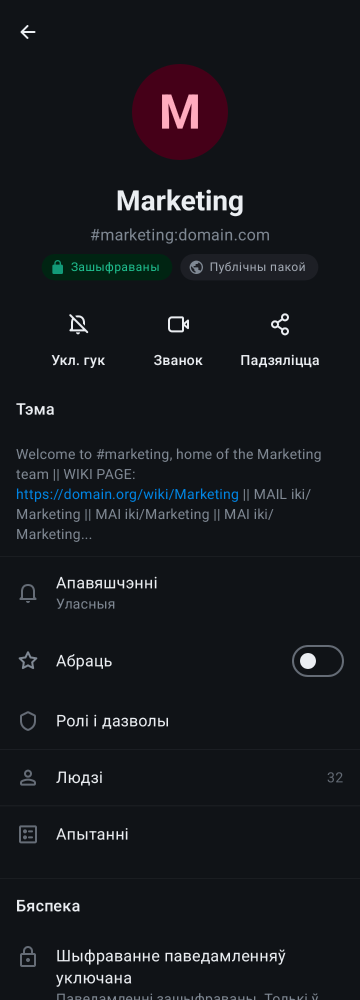 M
Marketing
#marketing:domain.com
Зашыфраваны
Публічны пакой
Укл. гук
Званок
Падзяліцца
Тэма
Welcome to #marketing, home of the Marketing
team || WIKI PAGE:
https://domain.org/wiki/Marketing || MAIL iki/
Marketing || MAI iki/Marketing || MAI iki/
Marketing...
Апавяшчэнні
Уласныя
Абраць
Ролі і дазволы
Людзі
32
Апытанні
Бяспека
Шыфраванне паведамленняў
уключана
Паведамленні зашыфраваны. Толькі ў